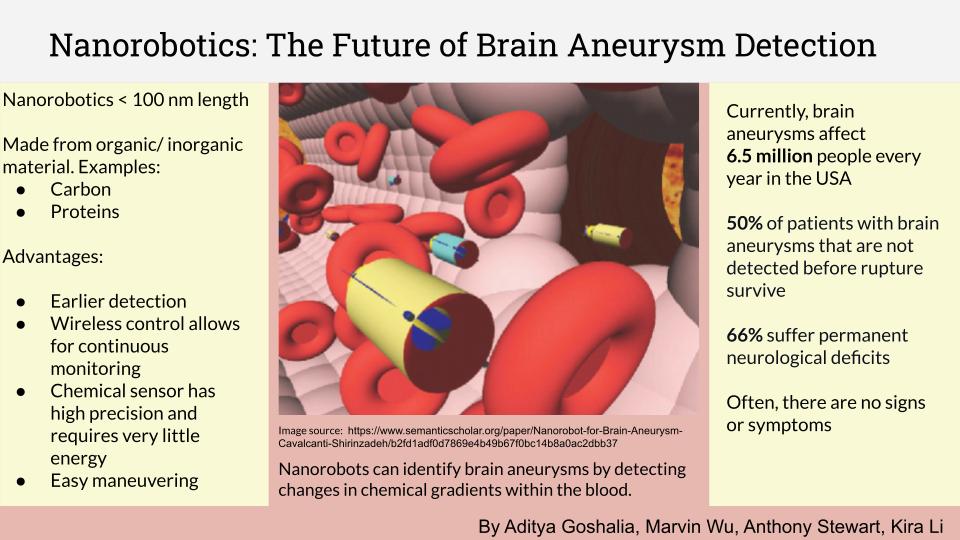 Nanorobotics: The Future of Brain Aneurysm Detection
Nanorobotics < 100 nm length
Made from organic/ inorganic
material. Examples:
● Carbon
● Proteins
Advantages:
● Earlier detection
● Wireless control allows
for continuous
monitoring
● Chemical sensor has
high precision and
requires very little
energy
● Easy maneuvering
Image source: https://www.semanticscholar.org/paper/Nanorobot-for-Brain-Aneurysm-
Cavalcanti-Shirinzadeh/b2fd1adf0d7869e4b49b67f0bc14b8a0ac2dbb37
Nanorobots can identify brain aneurysms by detecting
changes in chemical gradients within the blood.
Currently, brain
aneurysms affect
6.5 million people every
year in the USA
50% of patients with brain
aneurysms that are not
detected before rupture
survive
66% suffer permanent
neurological deficits
Often, there are no signs
or symptoms
By Aditya Goshalia, Marvin Wu, Anthony Stewart, Kira Li